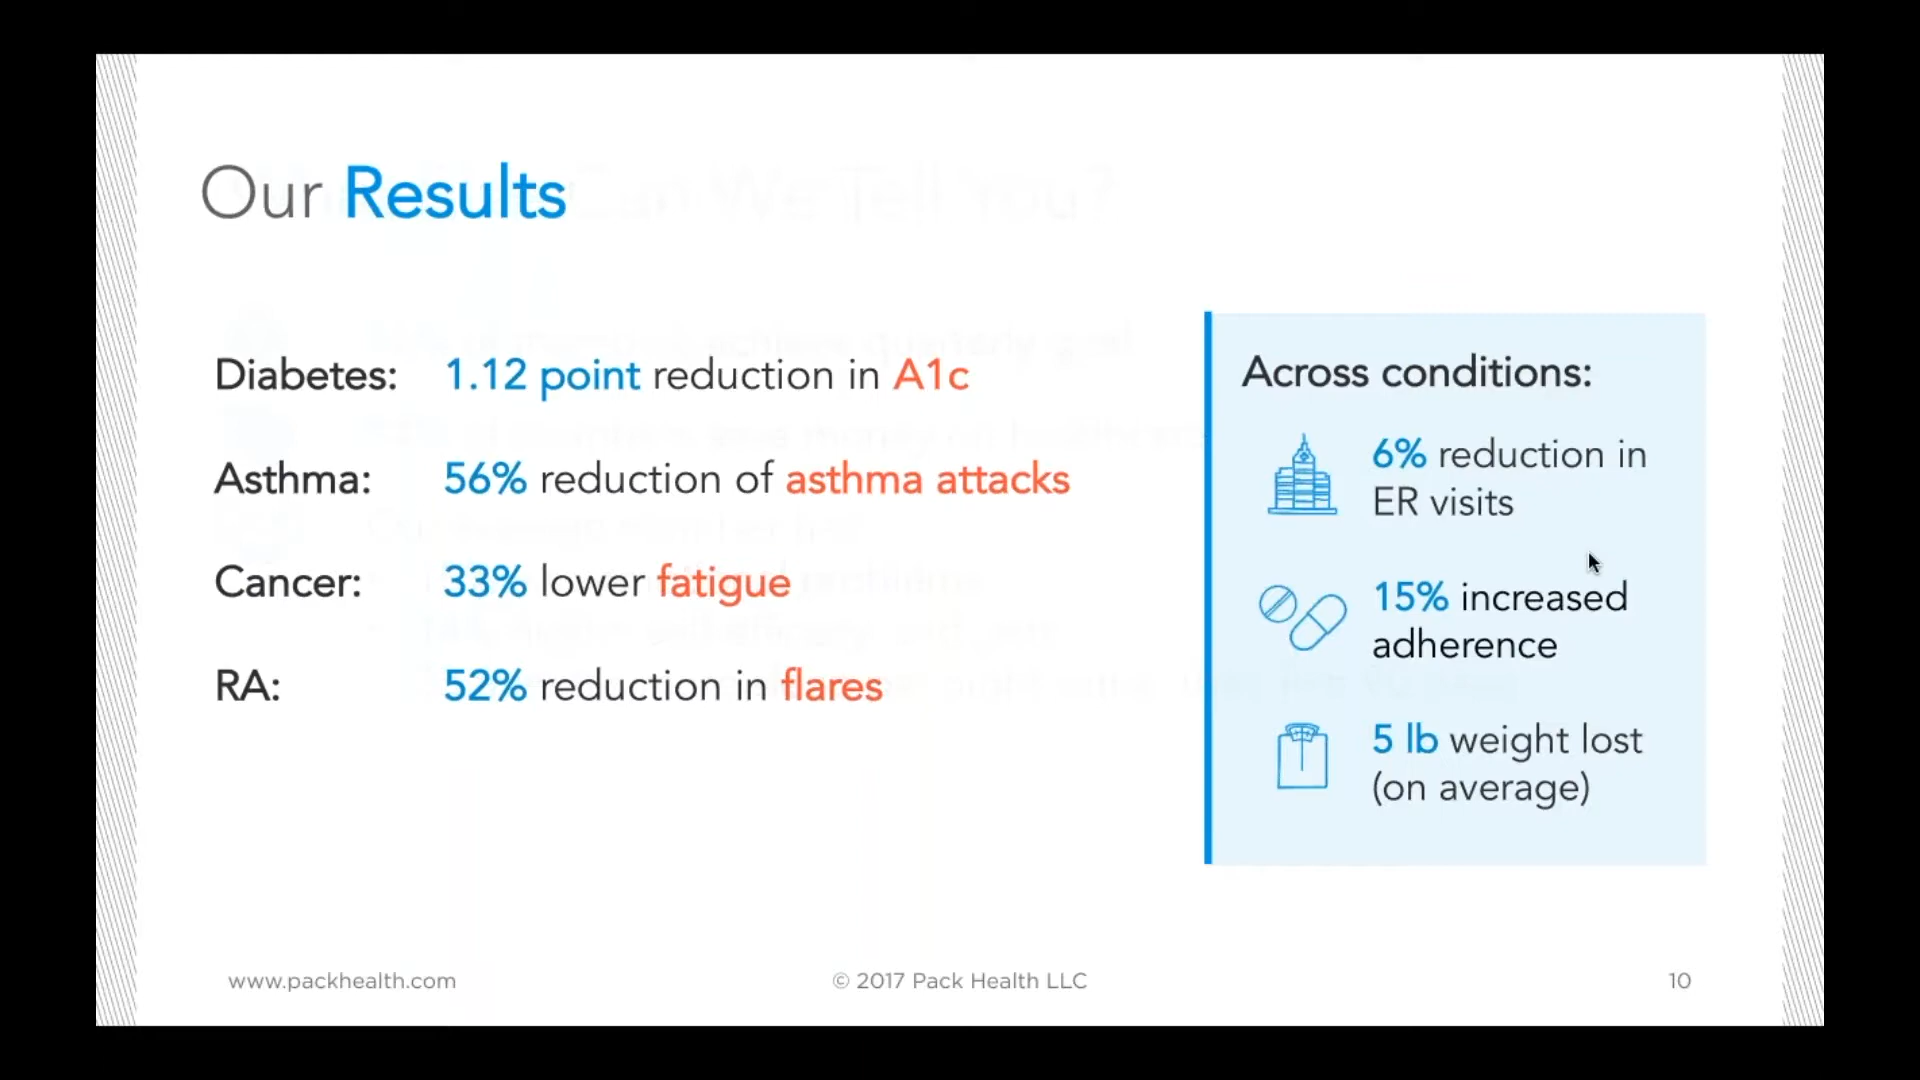 Our Results
Diabetes: 1.12 point reduction in A1c
Asthma: 56% reduction of asthma attacks
Cancer: 33% lower fatigue
RA: 52% reduction in flares
Across conditions:
6% reduction in
ER visits
15% increased
adherence
5 lb weight lost
(on average)
www.packhealth.com
© 2017 Pack Health LLC
10